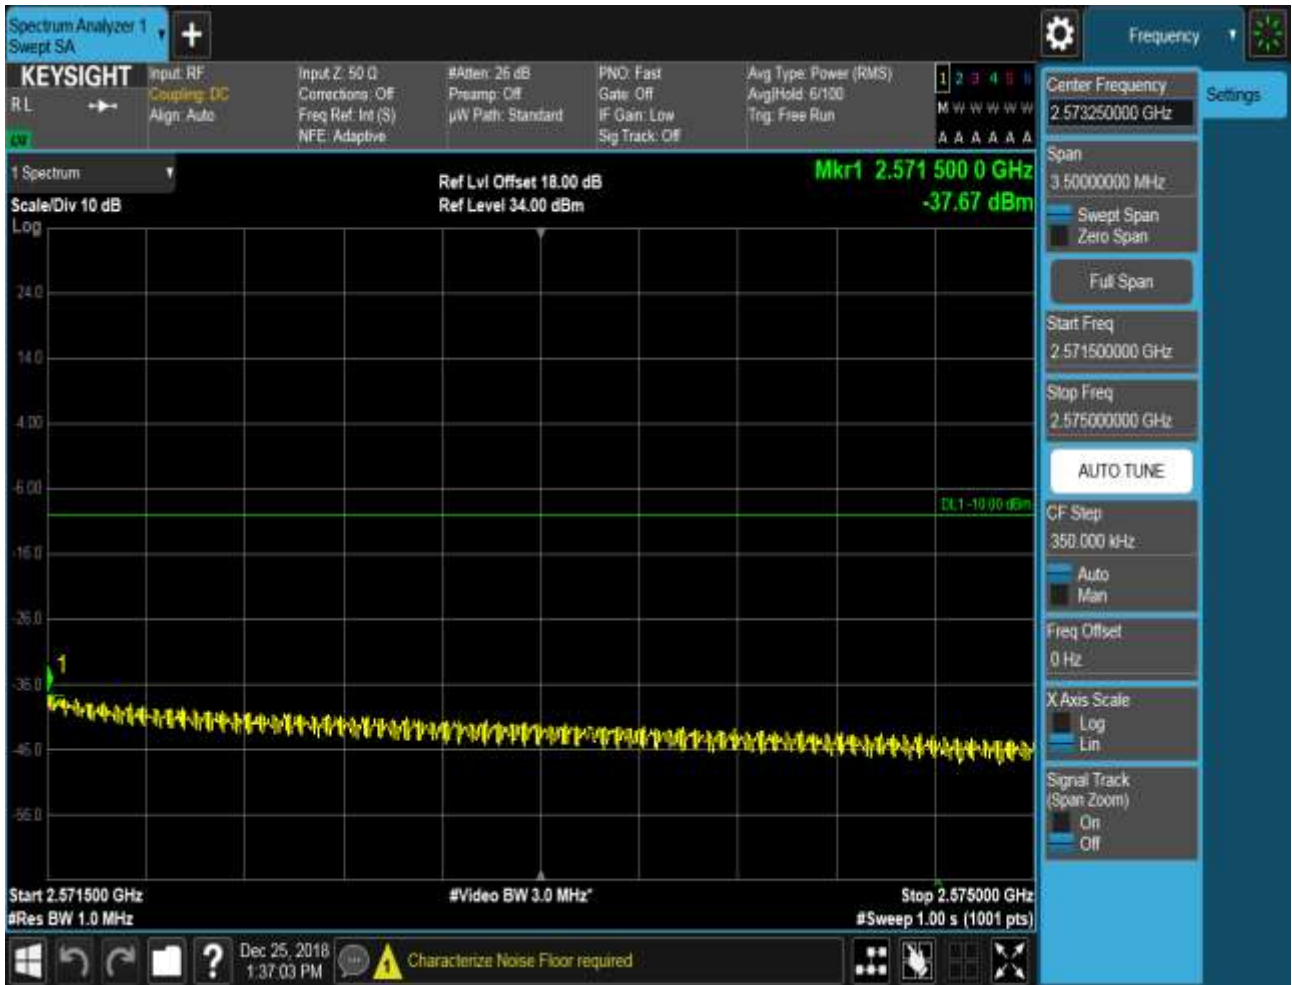 Spectrum Analyzer 1
Swept SA
+
Frequency
KEYSIGHT
Input: RF
Coupling: DC
Align: Auto
Input Z: 50 Ω
Corrections: Off
Freq Ref: Int (S)
NFE: Adaptive
#Atten: 26 dB
Preamp: Off
µW Path: Standard
PNO: Fast
Gate: Off
IF Gain: Low
Sig Track: Off
Avg Type: Power (RMS)
Avg|Hold: 6/100
Trig: Free Run
1 2 3 4 5 6
M W W W W W
A A A A A A
RL
1 Spectrum
Scale/Div 10 dB
Log
Ref Lvl Offset 18.00 dB
Ref Level 34.00 dBm
Mkr1 2.571 500 0 GHz
-37.67 dBm
24.0
14.0
4.00
-6.00
DL1 -10.00 dBm
-16.0
-26.0
1
-36.0
-46.0
-56.0
Start 2.571500 GHz
#Res BW 1.0 MHz
#Video BW 3.0 MHz*
Stop 2.575000 GHz
#Sweep 1.00 s (1001 pts)
?
Dec 25, 2018
1:37:03 PM
Characterize Noise Floor required
Center Frequency
2.573250000 GHz
Settings
Span
3.50000000 MHz
Swept Span
Zero Span
Full Span
Start Freq
2.571500000 GHz
Stop Freq
2.575000000 GHz
AUTO TUNE
CF Step
350.000 kHz
Auto
Man
Freq Offset
0 Hz
X Axis Scale
Log
Lin
Signal Track
(Span Zoom)
On
Off